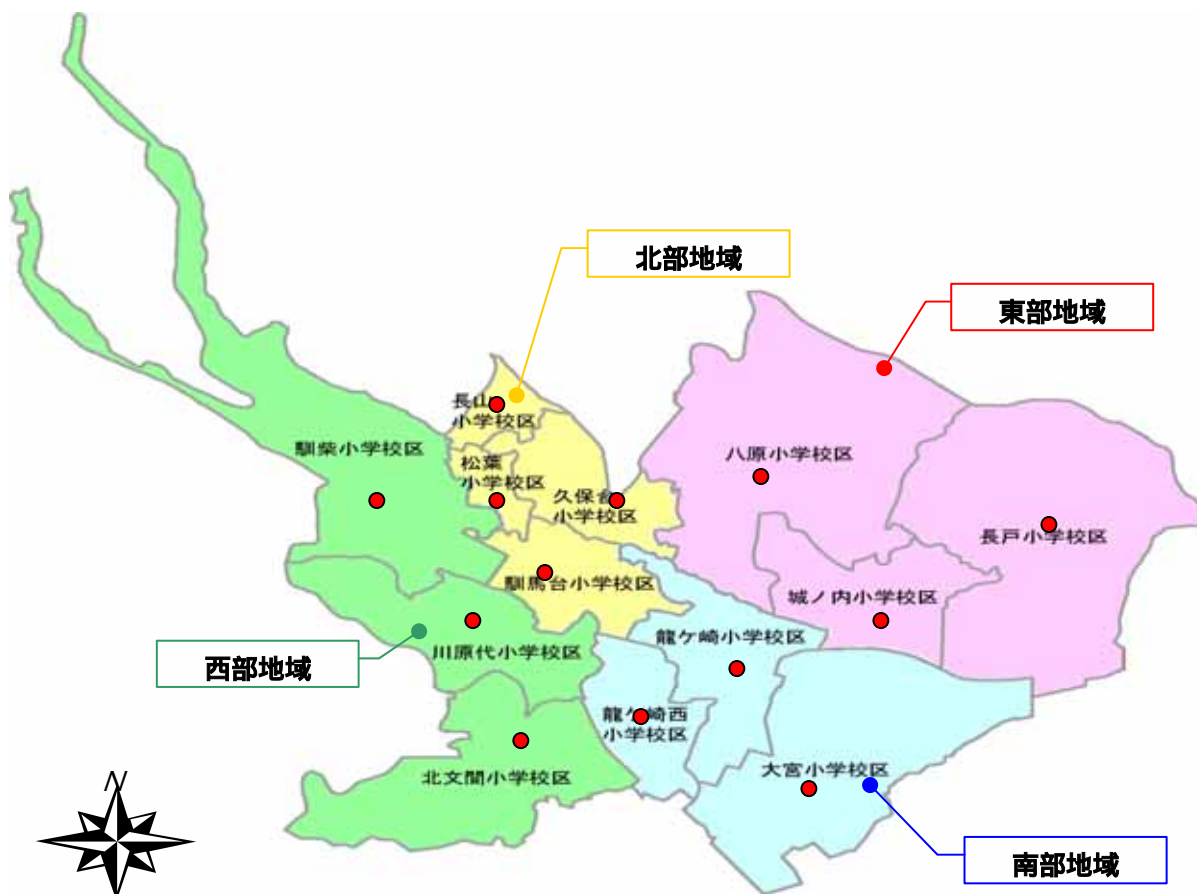 北部地域
東部地域
長山
小学校区
馴柴小学校区
松葉
小学校区
久保台
小学校区
八原小学校区
長戸小学校区
馴馬台小学校区
城ノ内小学校区
龍ケ崎小学校区
川原代小学校区
西部地域
龍ケ崎西
小学校区
大宮小学校区
北文間小学校区
N
南部地域